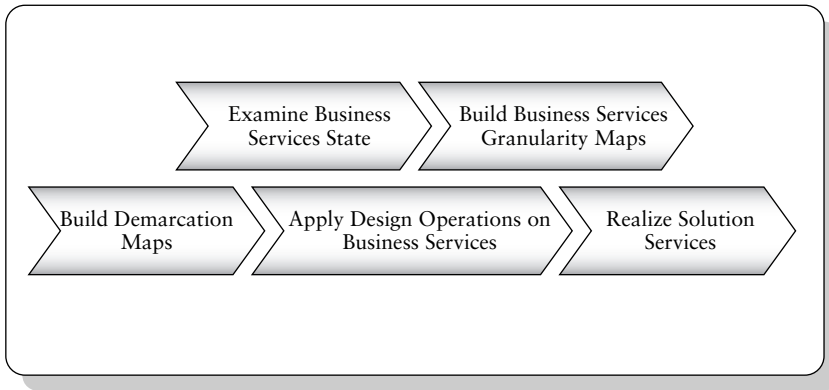 Examine Business
Services State
Build Business Services
Granularity Maps
Build Demarcation
Maps
Apply Design Operations on
Business Services
Realize Solution
Services